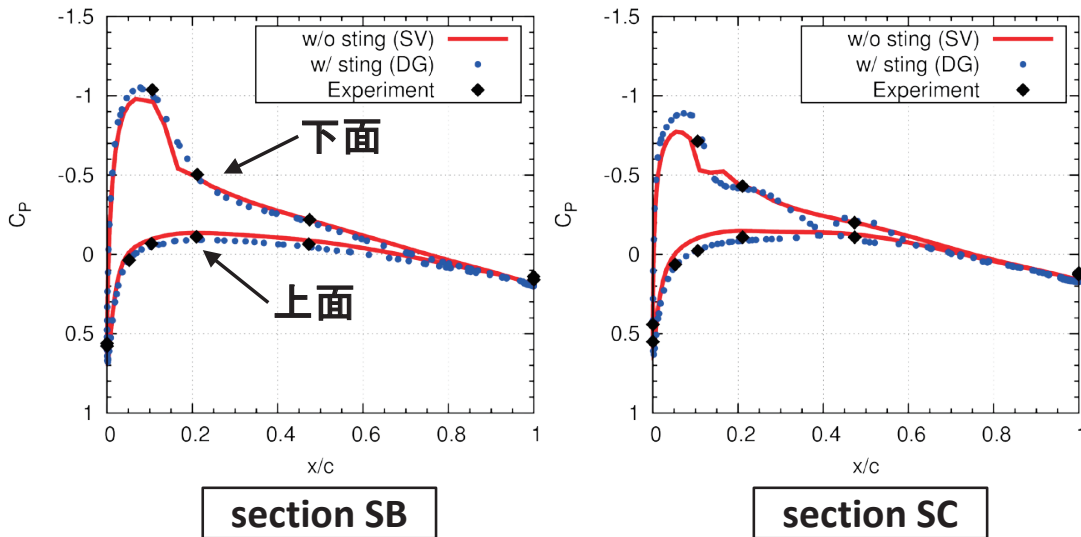 -1.5
-1
-0.5
0
0.5
1
C_P
0
0.2
0.4
0.6
0.8
1
x/c
w/o sting (SV)
w/ sting (DG)
Experiment
下面
上面
section SB
-1.5
-1
-0.5
0
0.5
1
C_P
0
0.2
0.4
0.6
0.8
1
x/c
w/o sting (SV)
w/ sting (DG)
Experiment
section SC